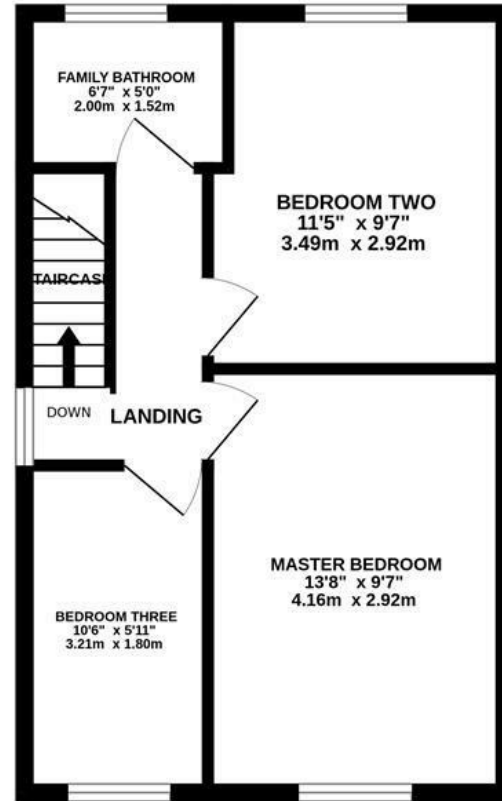 FAMILY BATHROOM
6'7" x 5'0"
2.00m x 1.52m
BEDROOM TWO
11'5" x 9'7"
3.49m x 2.92m
TAIRCAS
DOWN
LANDING
MASTER BEDROOM
13'8" x 9'7"
4.16m x 2.92m
BEDROOM THREE
10'6" x 5'11"
3.21m x 1.80m